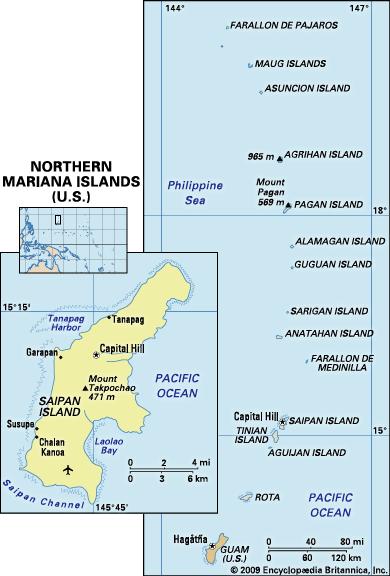 144°
147°
FARALLON DE PAJAROS
MAUG ISLANDS
ASUNCION ISLAND
965 m AGRIHAN ISLAND
NORTHERN
MARIANA ISLANDS
(U.S.)
Philippine
Sea
Mount
Pagan
569 m PAGAN ISLAND
18°
ALAMAGAN ISLAND
GUGUAN ISLAND
SARIGAN ISLAND
ANATAHAN ISLAND
FARALLON DE
MEDINILLA
Capital Hill
SAIPAN ISLAND
TINIAN
ISLAND
15°
AGUIJAN ISLAND
ROTA
PACIFIC
OCEAN
Hagåtña
GUAM
(U.S.)
0 40 80 mi
0 60 120 km
15°15'
Tanapag
Harbor
Tanapag
Garapan
Capital Hill
Mount
Takpochao
471 m
PACIFIC
OCEAN
SAIPAN
ISLAND
Susupe
Chalan
Kanoa
Laolao
Bay
0 2 4 mi
0 3 6 km
Saipan Channel
145°45'
© 2009 Encyclopædia Britannica, Inc.